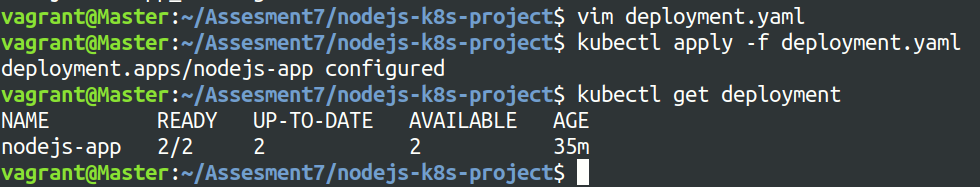 vagrant@Master:~/Assesment7/nodejs-k8s-project$ vim deployment.yaml
vagrant@Master:~/Assesment7/nodejs-k8s-project$ kubectl apply -f deployment.yaml
deployment.apps/nodejs-app configured
vagrant@Master:~/Assesment7/nodejs-k8s-project$ kubectl get deployment
NAME         READY   UP-TO-DATE   AVAILABLE   AGE
nodejs-app   2/2     2            2           35m
vagrant@Master:~/Assesment7/nodejs-k8s-project$